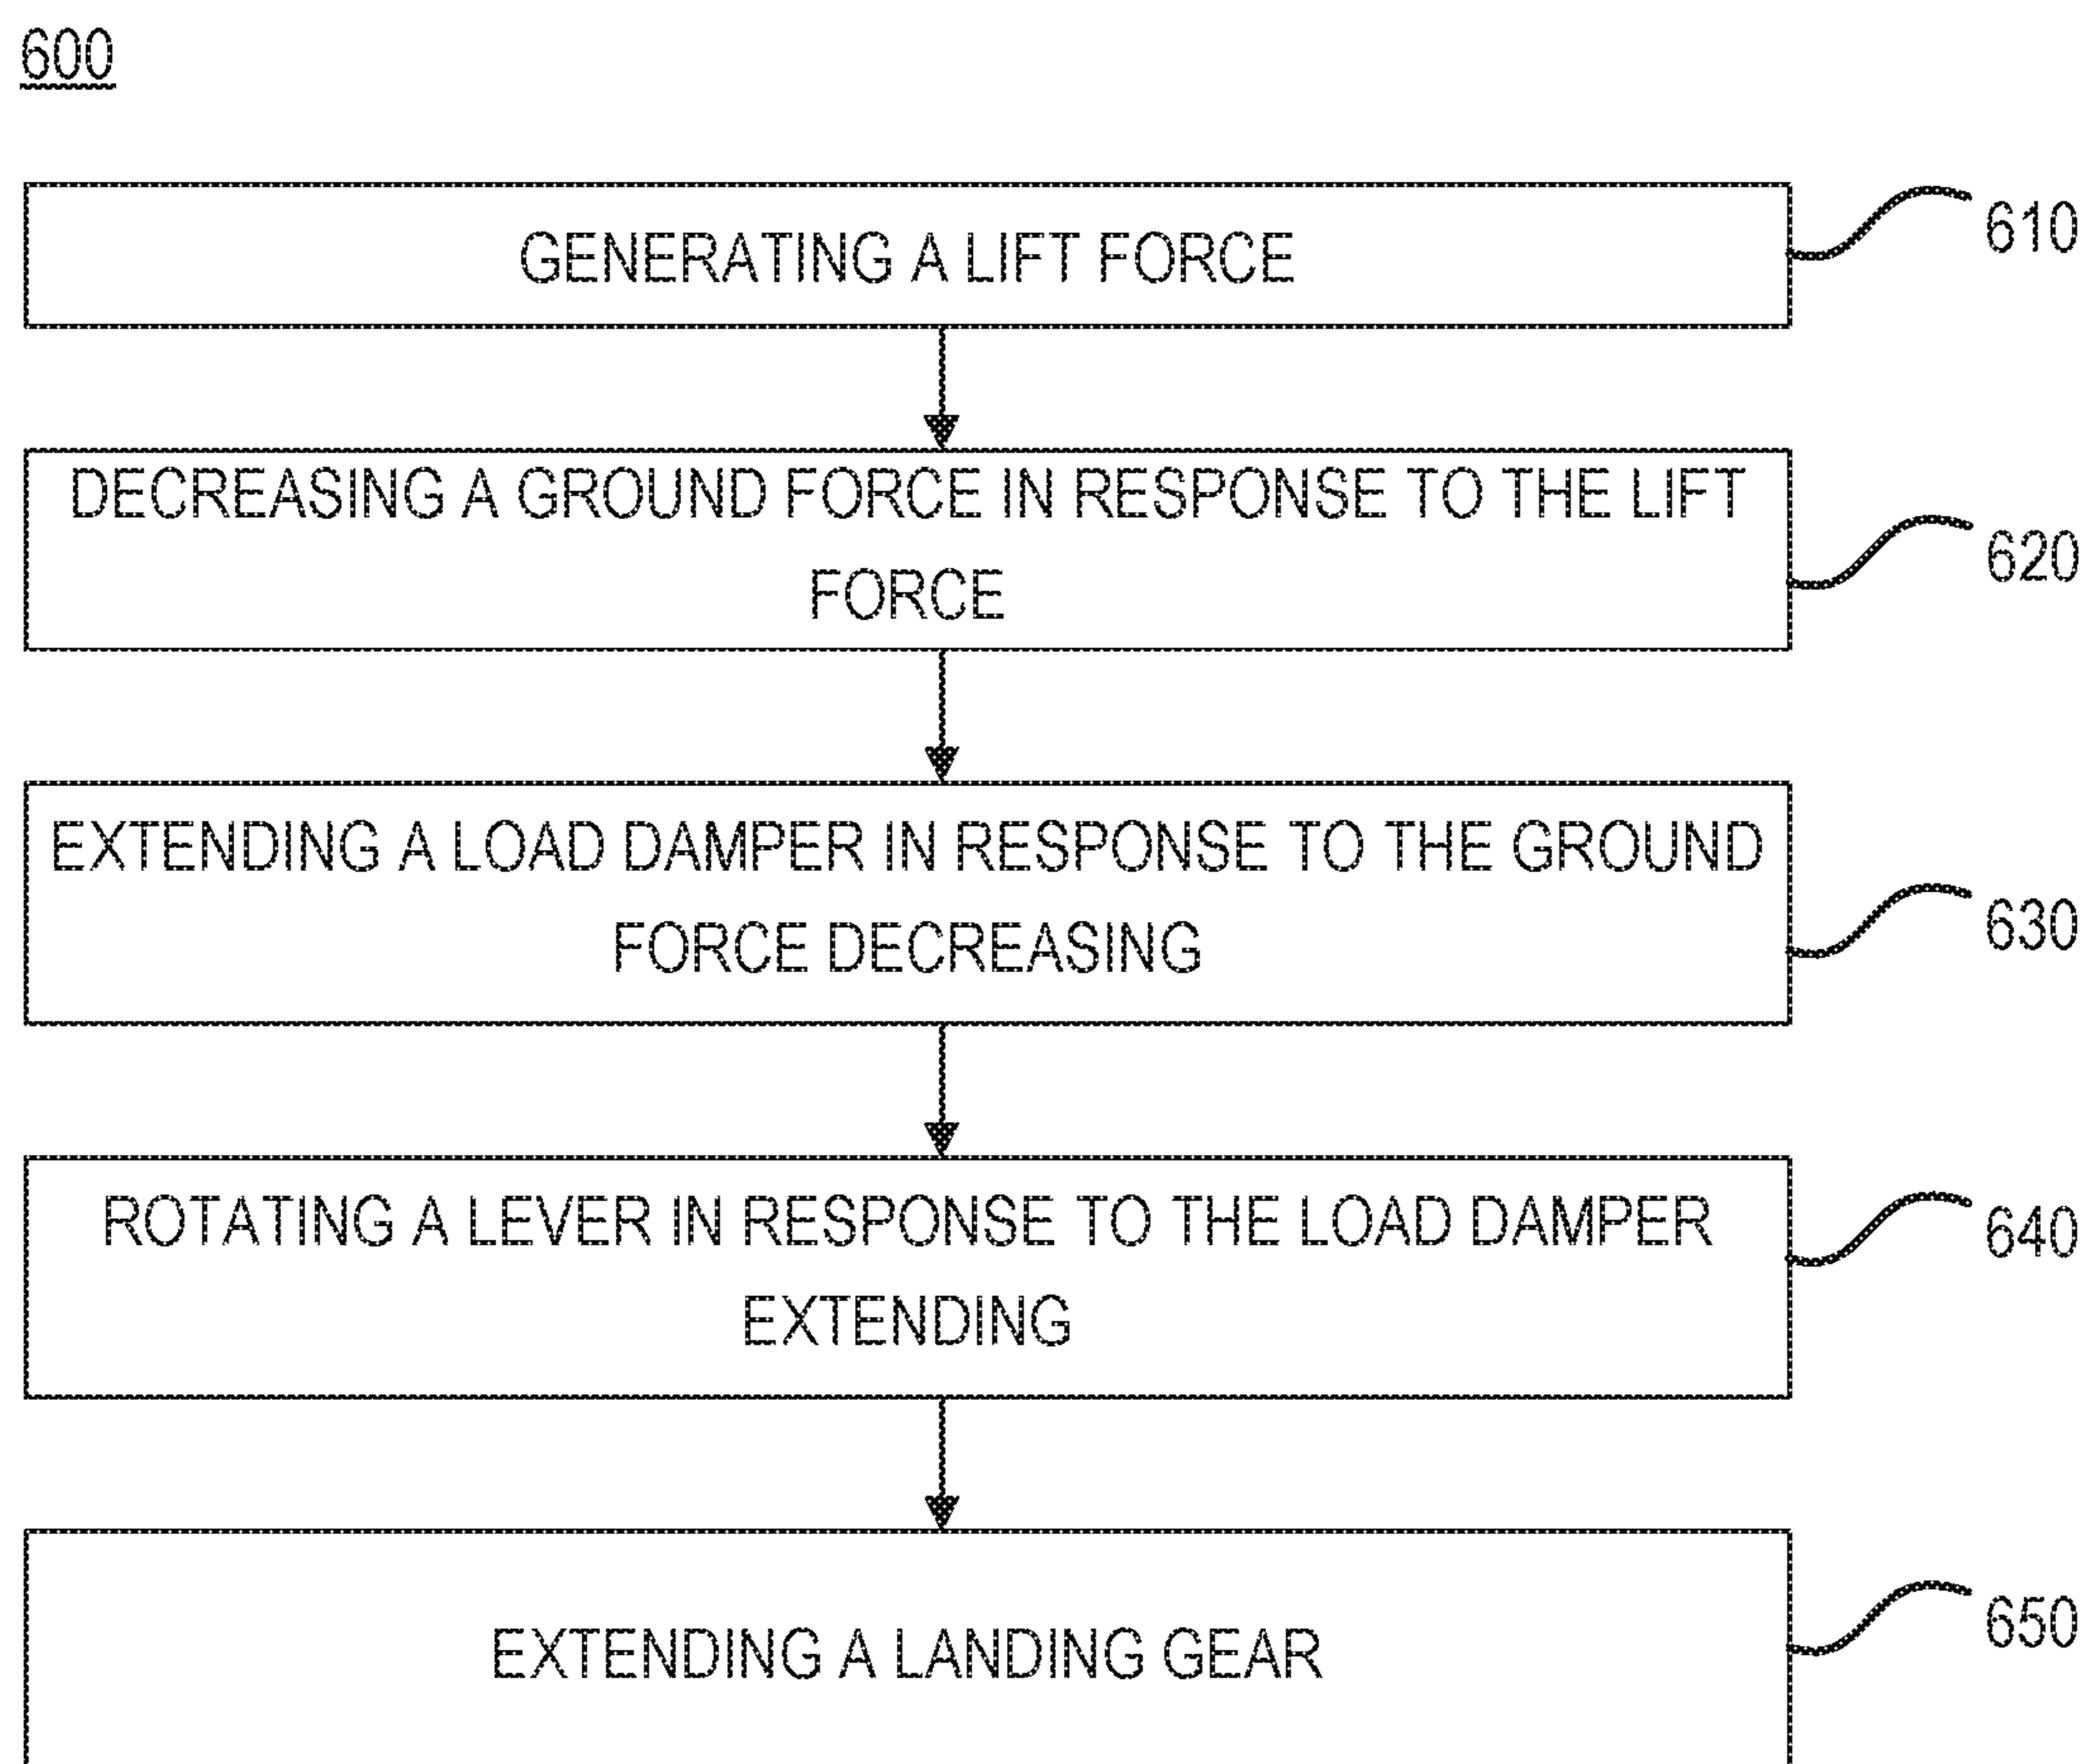 600
GENERATING A LIFT FORCE
610
DECREASING A GROUND FORCE IN RESPONSE TO THE LIFT
FORCE
620
EXTENDING A LOAD DAMPER IN RESPONSE TO THE GROUND
FORCE DECREASING
630
ROTATING A LEVER IN RESPONSE TO THE LOAD DAMPER
EXTENDING
640
EXTENDING A LANDING GEAR
650